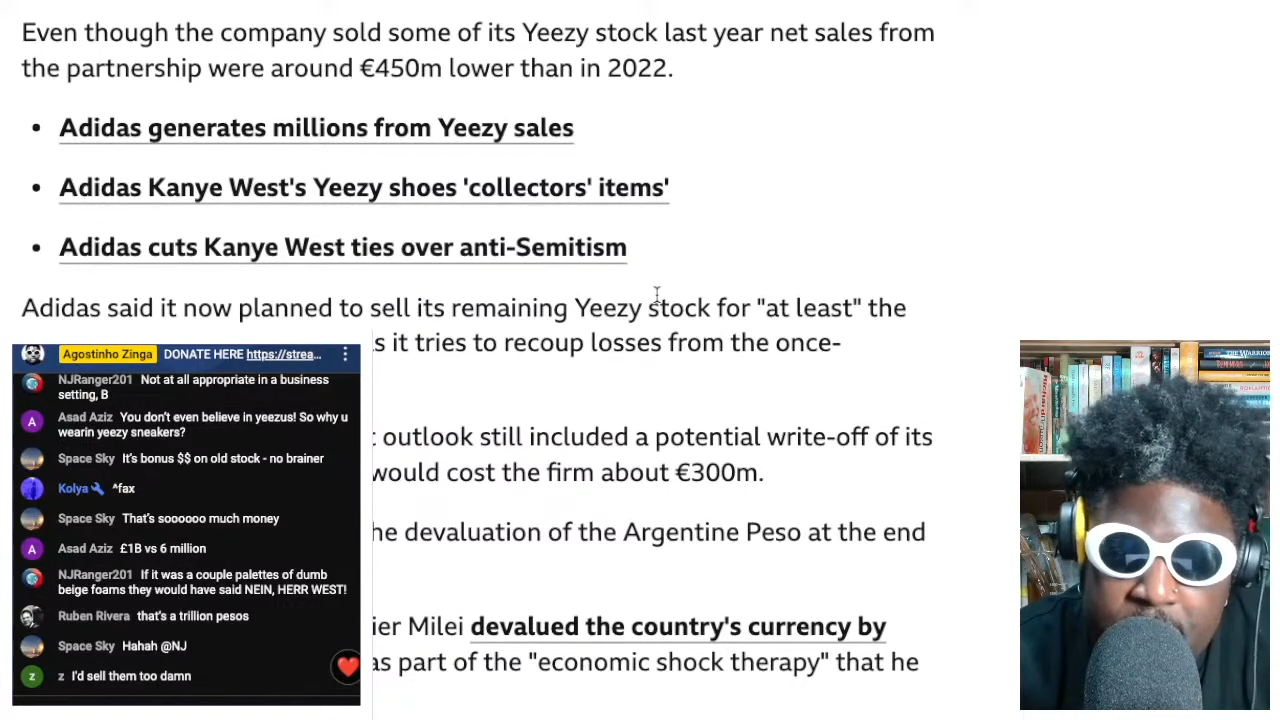 Even though the company sold some of its Yeezy stock last year net sales from
the partnership were around €450m lower than in 2022.
• Adidas generates millions from Yeezy sales
• Adidas Kanye West's Yeezy shoes 'collectors' items'
• Adidas cuts Kanye West ties over anti-Semitism
Adidas said it now planned to sell its remaining Yeezy stock for "at least" the
it tries to recoup losses from the once-
outlook still included a potential write-off of its
would cost the firm about €300m.
he devaluation of the Argentine Peso at the end
ier Milei devalued the country's currency by
as part of the "economic shock therapy" that he
Agostinho Zinga DONATE HERE https://strea...
NJRanger201 Not at all appropriate in a business
setting, B
Asad Aziz You don't even believe in yeezus! So why u
wearin yeezy sneakers?
Space Sky It's bonus $$ on old stock - no brainer
Kolya ^fax
Space Sky That's soooooo much money
Asad Aziz £1B vs 6 million
NJRanger201 If it was a couple palettes of dumb
beige foams they would have said NEIN, HERR WEST!
Ruben Rivera that's a trillion pesos
Space Sky Hahah @NJ
z z I'd sell them too damn
THE WARRIOR